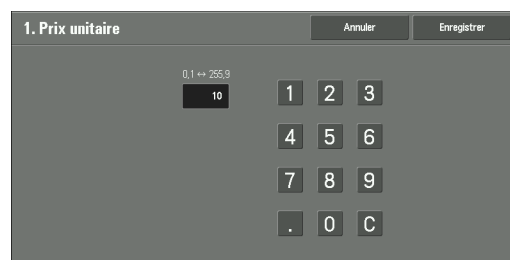 1. Prix unitaire
Annuler
Enregistrer
0,1 ↔ 255,9
10
1 2 3
4 5 6
7 8 9
. 0 C